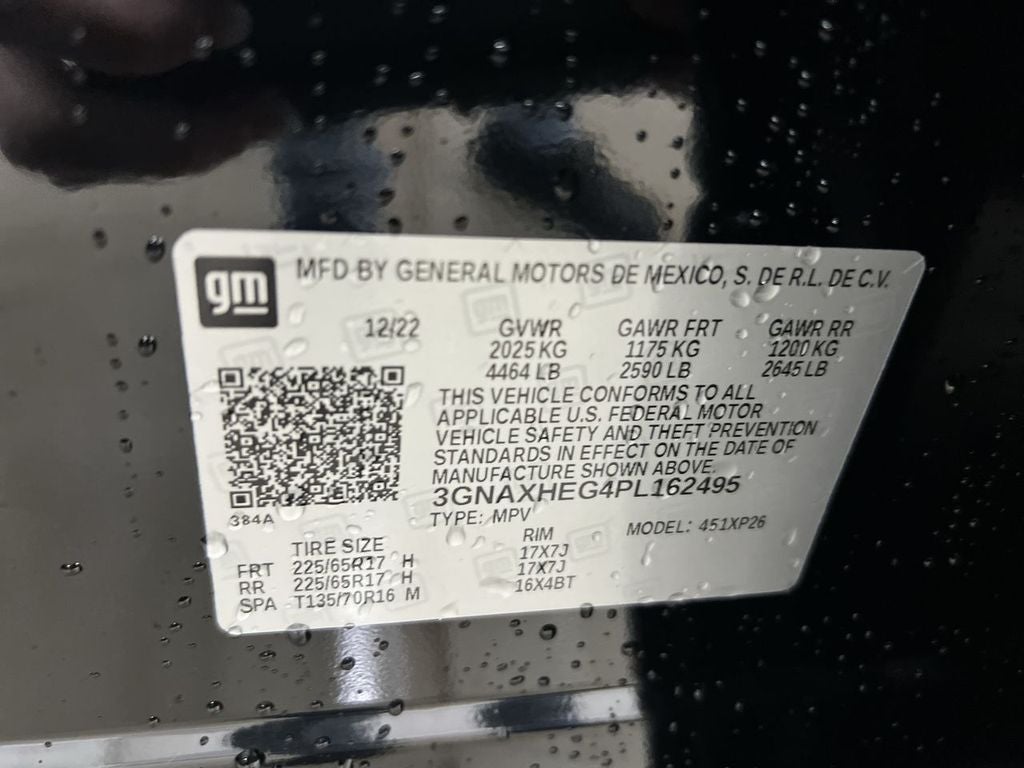 gm
MFD BY GENERAL MOTORS DE MEXICO, S. DE R.L. DE C.V.
12/22 GVWR GAWR FRT GAWR RR
2025 KG 1175 KG 1200 KG
4464 LB 2590 LB 2645 LB
THIS VEHICLE CONFORMS TO ALL
APPLICABLE U.S. FEDERAL MOTOR
VEHICLE SAFETY AND THEFT PREVENTION
STANDARDS IN EFFECT ON THE DATE OF
MANUFACTURE SHOWN ABOVE.
3GNAXHEG4PL162495
384A
TYPE: MPV MODEL: 451XP26
TIRE SIZE RIM
FRT 225/65R17 H 17X7J
RR 225/65R17 H 17X7J
SPA T135/70R16 M 16X4BT